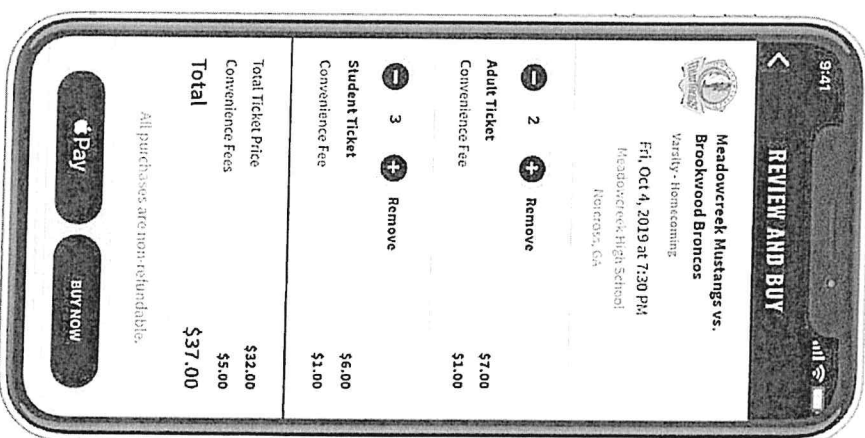 9:41
REVIEW AND BUY
Meadowcreek Mustangs vs.
Brookwood Broncos
Varsity - Homecoming
Fri, Oct 4, 2019 at 7:30 PM
Meadowcreek High School
Norcross, GA
2 Remove
Adult Ticket $7.00
Convenience Fee $1.00
3 Remove
Student Ticket $6.00
Convenience Fee $1.00
Total Ticket Price $32.00
Convenience Fees $5.00
Total $37.00
All purchases are non-refundable.
Pay
BUY NOW